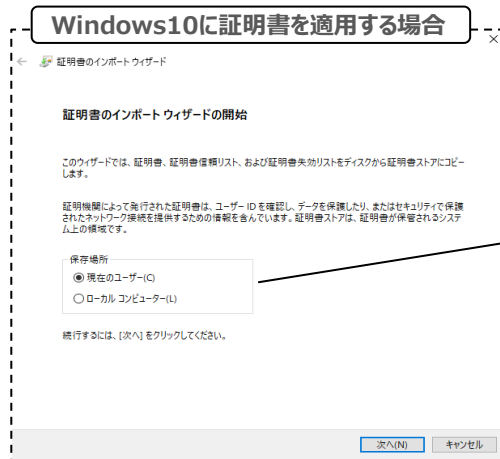 Windows10に証明書を適用する場合
証明書のインポート ウィザード
証明書のインポート ウィザードの開始
このウィザードでは、証明書、証明書信頼リスト、および証明書失効リストをディスクから証明書ストアにコピー
します。
証明機関によって発行された証明書は、ユーザー ID を確認し、データを保護したり、またはセキュリティで保護
されたネットワーク接続を提供するための情報を含んでいます。証明書ストアは、証明書が保管されるシステ
ム上の領域です。
保存場所
現在のユーザー(C)
ローカル コンピューター(L)
続行するには、[次へ] をクリックしてください。
次へ(N)
キャンセル